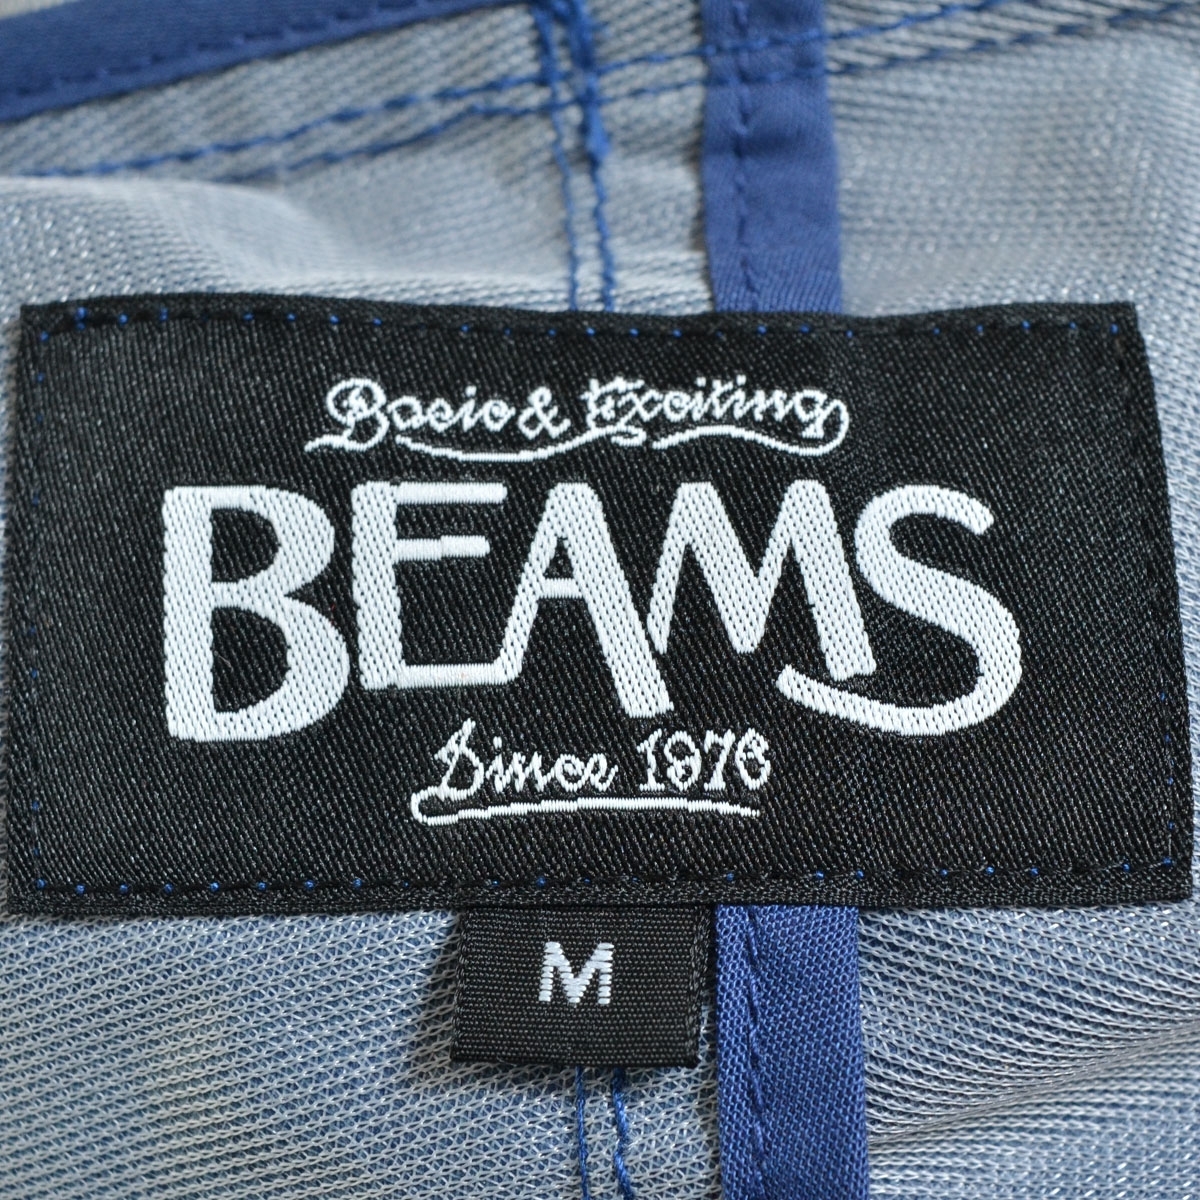 Basic & Exciting
BEAMS
Since 1976
M